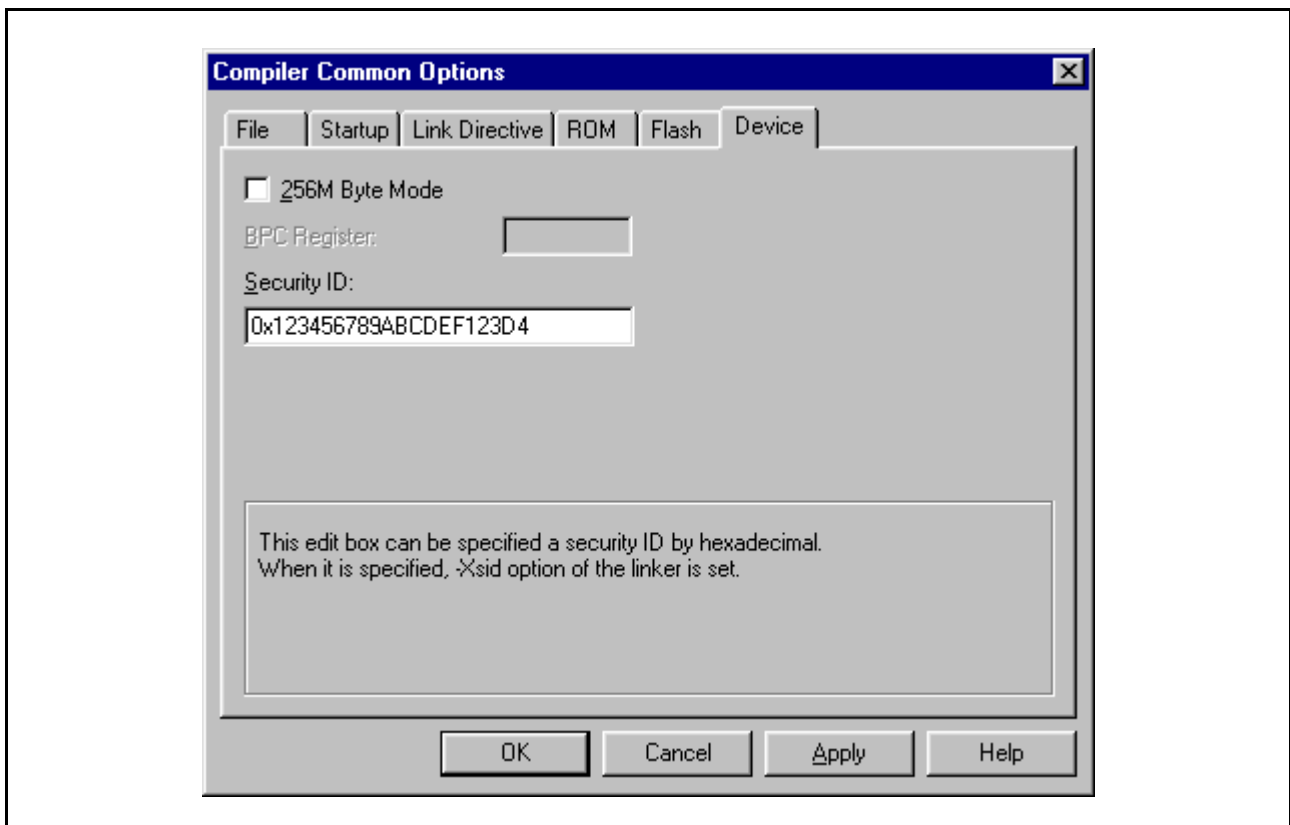 Compiler Common Options
File Startup Link Directive ROM Flash Device
256M Byte Mode
BPC Register:
Security ID:
0x123456789ABCDEF123D4
This edit box can be specified a security ID by hexadecimal.
When it is specified, -Xsid option of the linker is set.
OK Cancel Apply Help